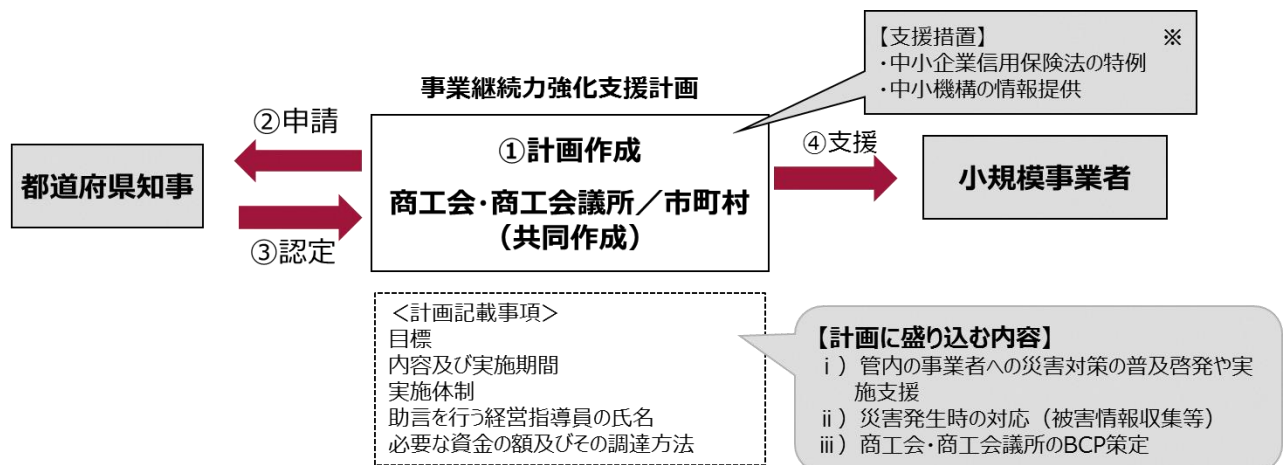 【支援措置】 ※
・中小企業信用保険法の特例
・中小機構の情報提供
事業継続力強化支援計画
②申請
①計画作成
④支援
都道府県知事
商工会・商工会議所／市町村
（共同作成）
小規模事業者
③認定
＜計画記載事項＞
目標
内容及び実施期間
実施体制
助言を行う経営指導員の氏名
必要な資金の額及びその調達方法
【計画に盛り込む内容】
ⅰ）管内の事業者への災害対策の普及啓発や実
施支援
ⅱ）災害発生時の対応（被害情報収集等）
ⅲ）商工会・商工会議所のBCP策定